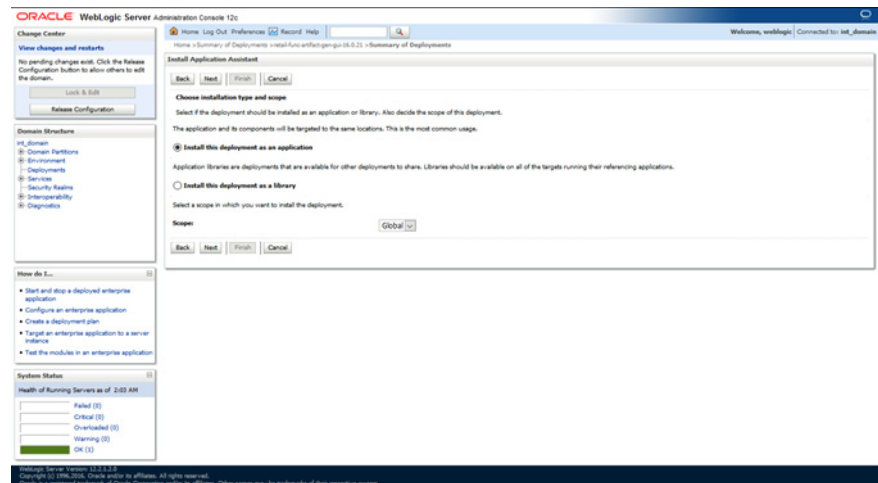 ORACLE WebLogic Server Administration Console 12c
Change Center
View changes and restarts
No pending changes exist. Click the Release
Configuration button to allow others to edit
the domain.
Lock & Edit
Release Configuration
Domain Structure
int_domain
Domain Partitions
Environment
Deployments
Services
Security Realms
Interoperability
Diagnostics
How do I...
Start and stop a deployed enterprise
application
Configure an enterprise application
Create a deployment plan
Target an enterprise application to a server
instance
Test the modules in an enterprise application
System Status
Health of Running Servers as of 2:03 AM
Failed (0)
Critical (0)
Overloaded (0)
Warning (0)
OK (1)
Home Log Out Preferences Record Help
Welcome, weblogic Connected to: int_domain
Home >Summary of Deployments >retail-func-artifact-gen-gui-16.0.21 >Summary of Deployments
Install Application Assistant
Back Next Finish Cancel
Choose installation type and scope
Select if the deployment should be installed as an application or library. Also decide the scope of this deployment.
The application and its components will be targeted to the same locations. This is the most common usage.
Install this deployment as an application
Application libraries are deployments that are available for other deployments to share. Libraries should be available on all of the targets running their referencing applications.
Install this deployment as a library
Select a scope in which you want to install the deployment.
Scope: Global
Back Next Finish Cancel
WebLogic Server Version: 12.2.1.2.0
Copyright (c) 1996,2016, Oracle and/or its affiliates. All rights reserved.